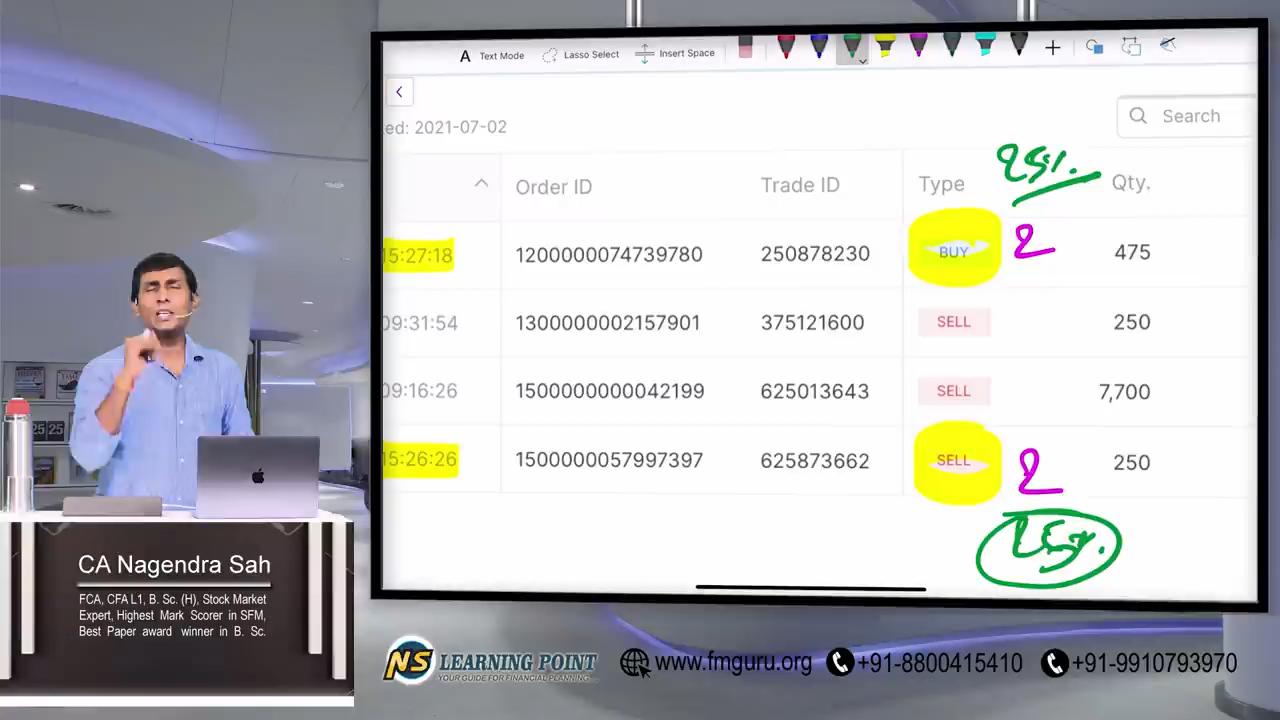 A Text Mode Lasso Select Insert Space
ed: 2021-07-02
Search
Order ID Trade ID Type Qty.
25%.
15:27:18 1200000074739780 250878230 BUY 2 475
09:31:54 1300000002157901 375121600 SELL 250
09:16:26 1500000000042199 625013643 SELL 7,700
15:26:26 1500000057997397 625873662 SELL 2 250
25 25
CA Nagendra Sah
FCA, CFA L1, B. Sc. (H), Stock Market
Expert, Highest Mark Scorer in SFM,
Best Paper award winner in B. Sc.
NS LEARNING POINT
YOUR GUIDE FOR FINANCIAL PLANNING...
www.fmguru.org +91-8800415410 +91-9910793970